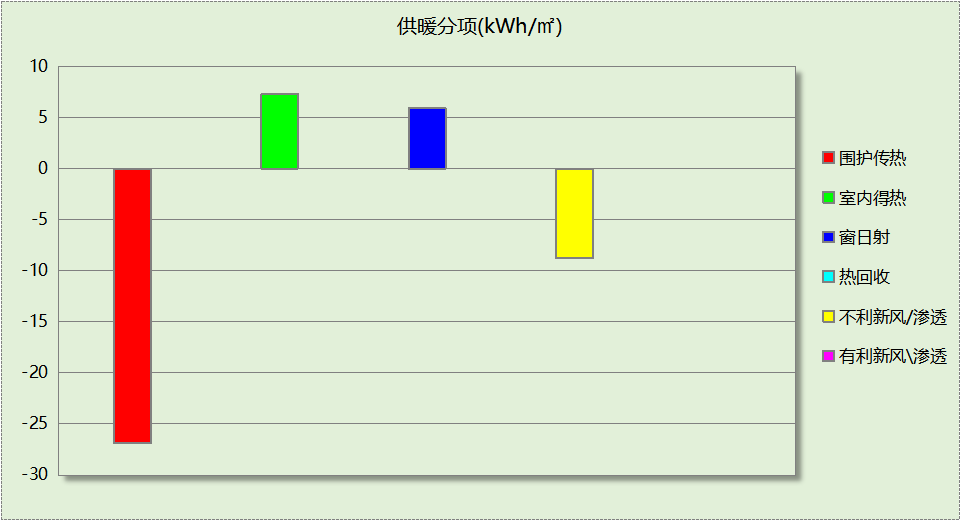 供暖分项(kWh/㎡)
10
5
0
-5
-10
-15
-20
-25
-30
围护传热
室内得热
窗日射
热回收
不利新风/渗透
有利新风\渗透